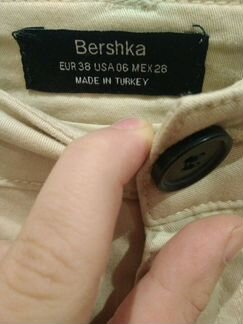 Bershka
EUR 38 USA 06 MEX 28
MADE IN TURKEY